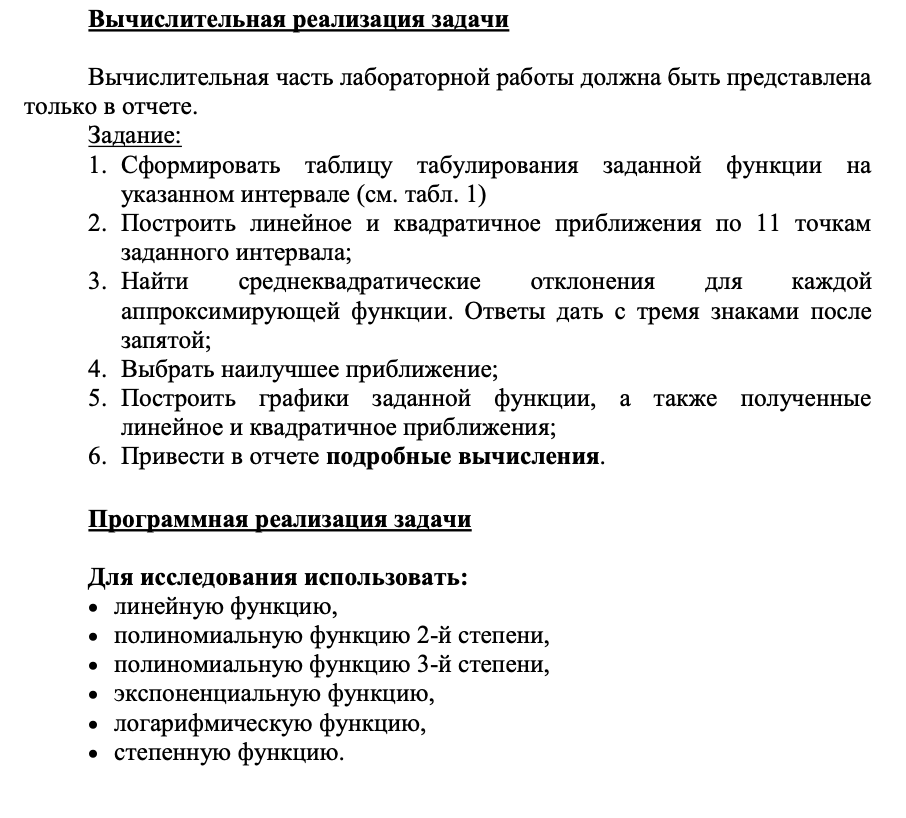 Вычислительная реализация задачи
Вычислительная часть лабораторной работы должна быть представлена
только в отчете.
Задание:
1. Сформировать таблицу табулирования заданной функции на
указанном интервале (см. табл. 1)
2. Построить линейное и квадратичное приближения по 11 точкам
заданного интервала;
3. Найти среднеквадратические отклонения для каждой
аппроксимирующей функции. Ответы дать с тремя знаками после
запятой;
4. Выбрать наилучшее приближение;
5. Построить графики заданной функции, а также полученные
линейное и квадратичное приближения;
6. Привести в отчете подробные вычисления.
Программная реализация задачи
Для исследования использовать:
• линейную функцию,
• полиномиальную функцию 2-й степени,
• полиномиальную функцию 3-й степени,
• экспоненциальную функцию,
• логарифмическую функцию,
• степенную функцию.